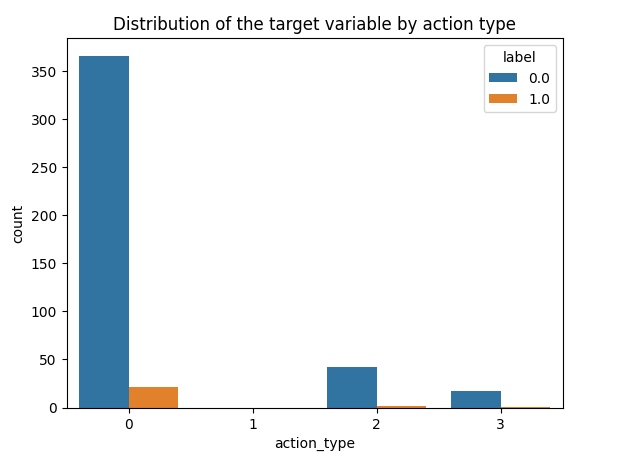 Distribution of the target variable by action type
label
0.0
1.0
350
300
250
200
150
100
50
0
count
0 1 2 3
action_type